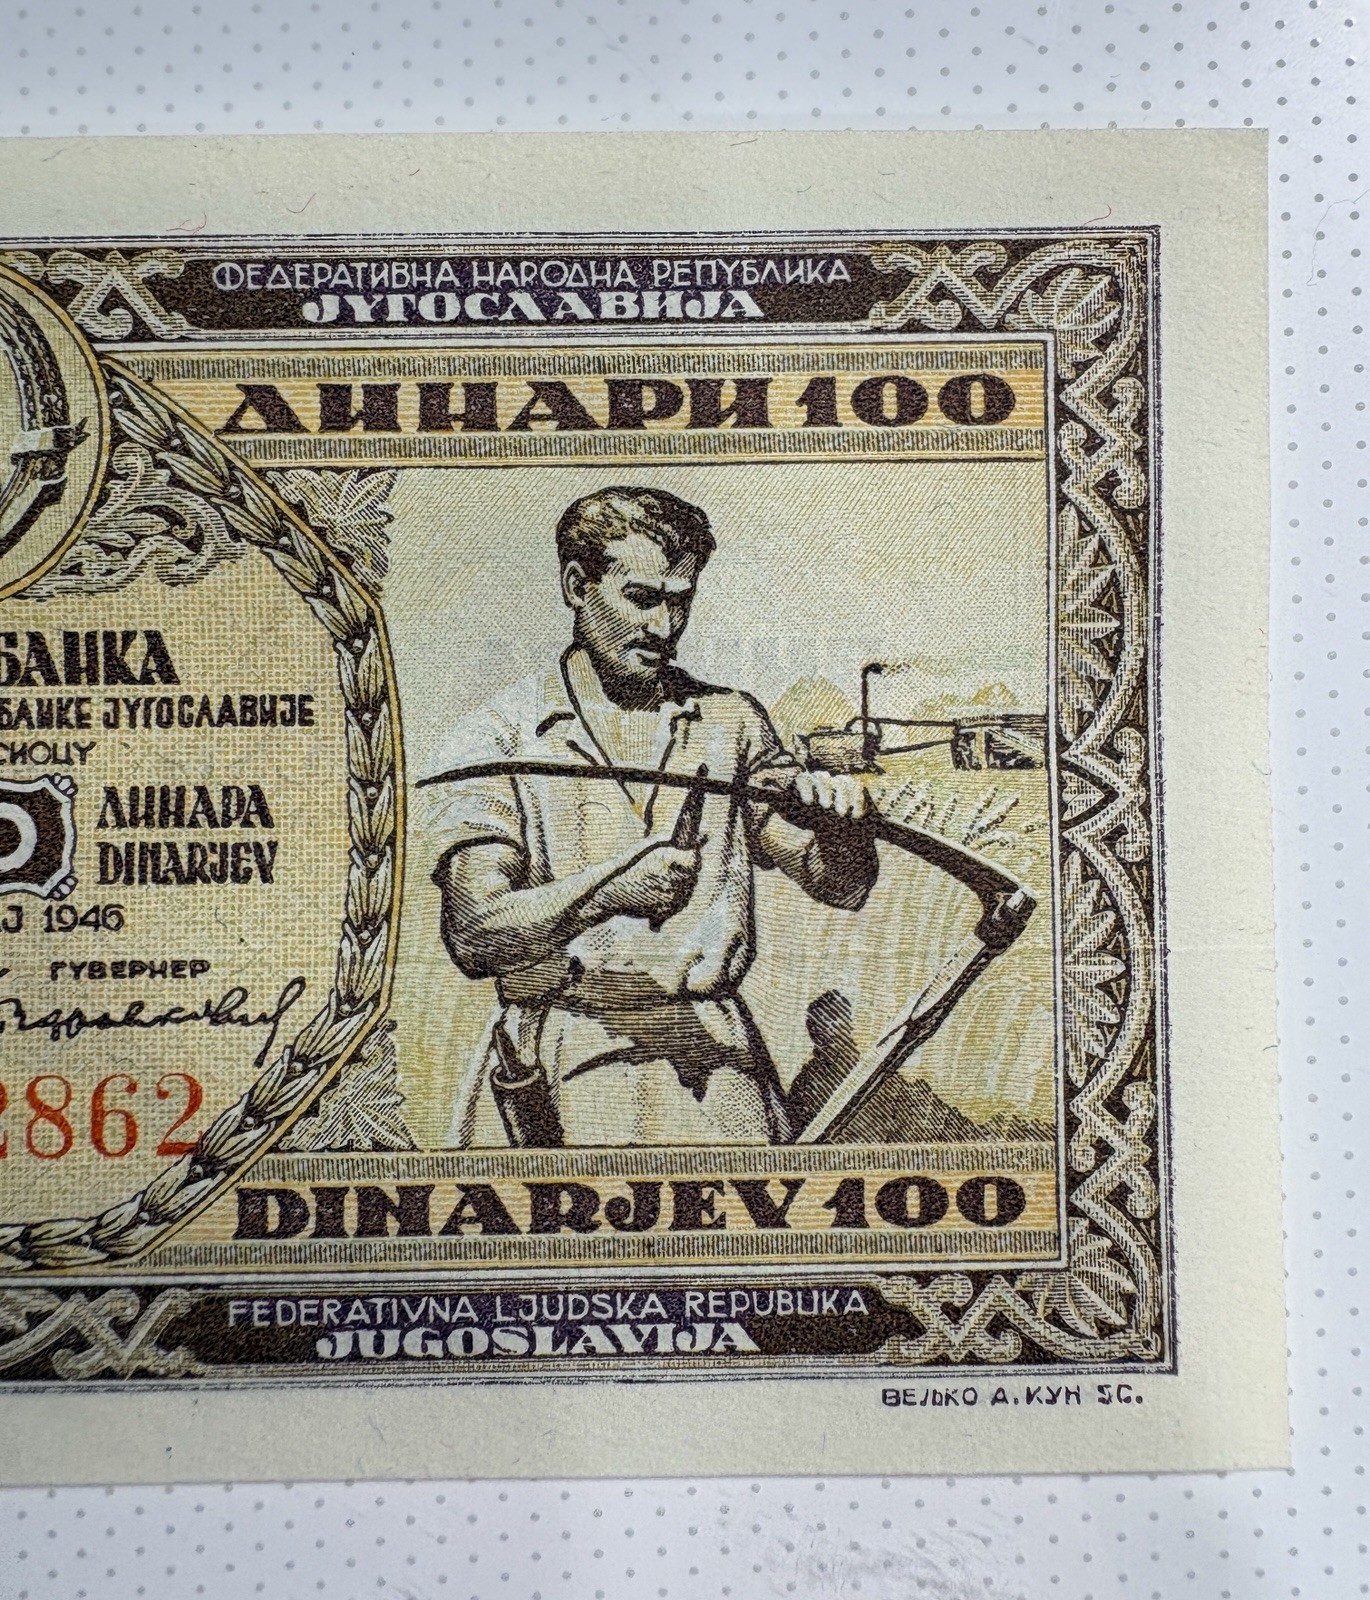 ФЕДЕРАТИВНА НАРОДНА РЕПУБЛИКА
ЈУГОСЛАВИЈА
ДИНАРИ 100
БАНКА
БАНКЕ ЈУГОСЛАВИЈЕ
ДИНАРА
DINARJEV
1946
ГУВЕРНЕР
2862
DINARJEV 100
FEDERATIVNA LJUDSKA REPUBLIKA
JUGOSLAVIJA
ВЕЉКО А. КУН SC.